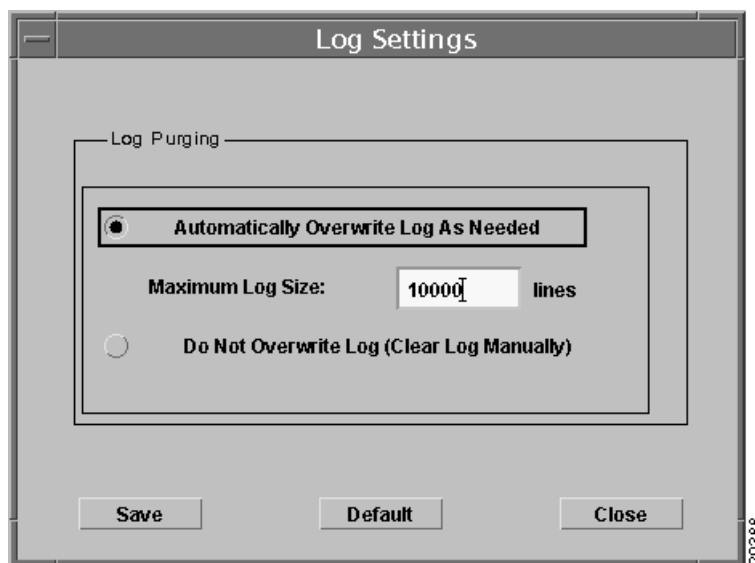 Log Settings
Log Purging
Automatically Overwrite Log As Needed
Maximum Log Size: 10000 lines
Do Not Overwrite Log (Clear Log Manually)
Save Default Close